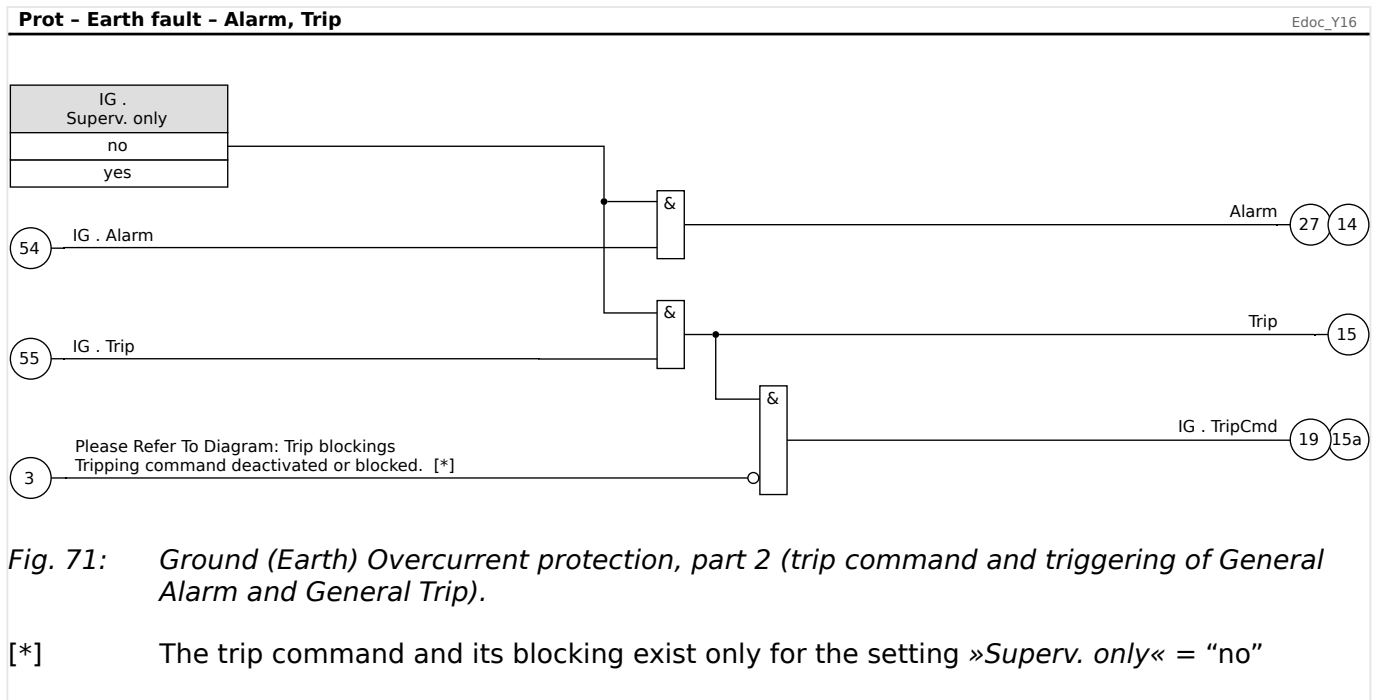 Prot – Earth fault – Alarm, Trip
Edoc_Y16
IG .
Superv. only
no
yes
&
Alarm
27
14
54
IG . Alarm
&
Trip
15
55
IG . Trip
&
IG . TripCmd
19
15a
Please Refer To Diagram: Trip blockings
Tripping command deactivated or blocked. [*]
3
Fig. 71: Ground (Earth) Overcurrent protection, part 2 (trip command and triggering of General
Alarm and General Trip).
[*] The trip command and its blocking exist only for the setting »Superv. only« = “no”